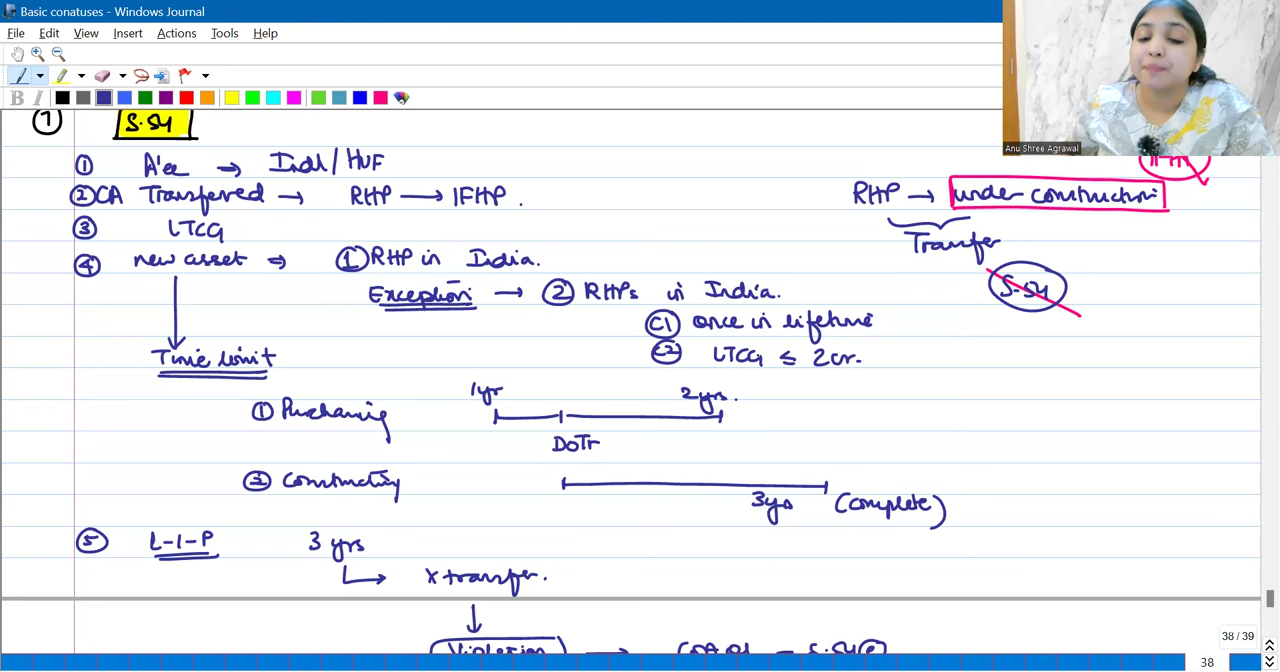 Basic conatuses - Windows Journal
File Edit View Insert Actions Tools Help
B I
Anu Shree Agrawal
① S.54
① A'ee → Indl/HUF
② CA Transferred → RHP → IFHP.
RHP → under construction
Transfer
S-54
③ LTCG
④ new asset ⇒ ① RHP in India.
Exception → ② RHPs in India.
C1 once in lifetime
C2 LTCG ≤ 2cr.
Time limit
① Purchasing 1yr 2yrs.
DoTr
② Constructing 3yrs (complete)
⑤ L-I-P 3 yrs
x transfer.
Violation →
38 / 39
38